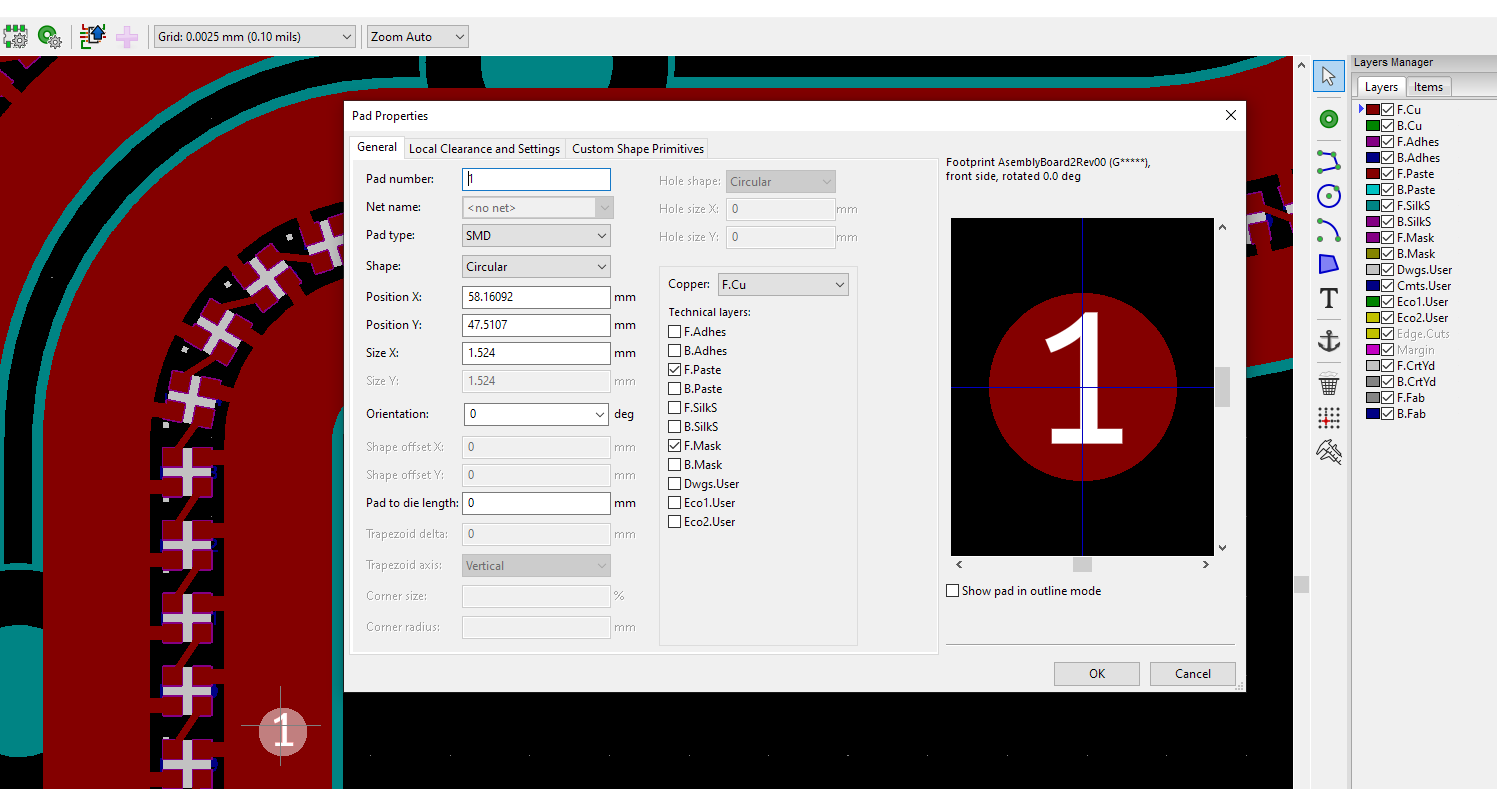 Grid: 0.0025 mm (0.10 mils)
Zoom Auto
Pad Properties
General
Local Clearance and Settings
Custom Shape Primitives
Pad number:
1
Net name:
<no net>
Pad type:
SMD
Shape:
Circular
Position X:
58.16092
mm
Position Y:
47.5107
mm
Size X:
1.524
mm
Size Y:
1.524
mm
Orientation:
0
deg
Shape offset X:
0
mm
Shape offset Y:
0
mm
Pad to die length:
0
mm
Trapezoid delta:
0
mm
Trapezoid axis:
Vertical
Corner size:
%
Corner radius:
mm
Hole shape:
Circular
Hole size X:
0
mm
Hole size Y:
0
mm
Copper:
F.Cu
Technical layers:
F.Adhes
B.Adhes
F.Paste
B.Paste
F.SilkS
B.SilkS
F.Mask
B.Mask
Dwgs.User
Eco1.User
Eco2.User
Footprint AsemblyBoard2Rev00 (G*****),
front side, rotated 0.0 deg
1
Show pad in outline mode
OK
Cancel
1
T
Layers Manager
Layers
Items
F.Cu
B.Cu
F.Adhes
B.Adhes
F.Paste
B.Paste
F.SilkS
B.SilkS
F.Mask
B.Mask
Dwgs.User
Cmts.User
Eco1.User
Eco2.User
Edge.Cuts
Margin
F.CrtYd
B.CrtYd
F.Fab
B.Fab